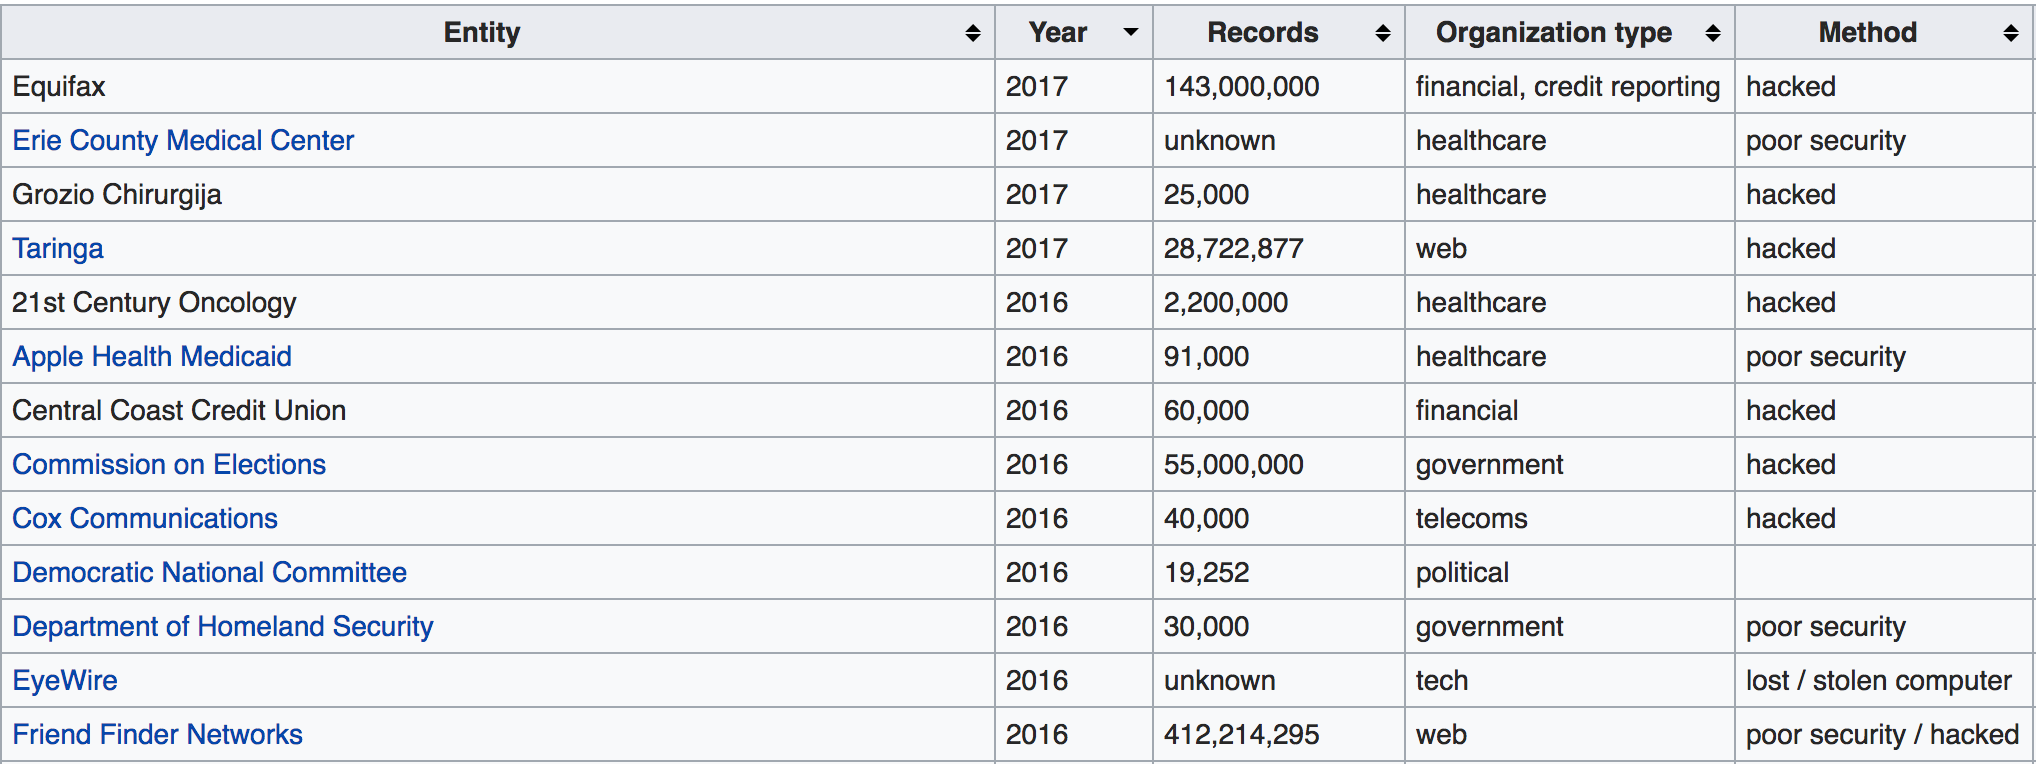 Entity Year Records Organization type Method
Equifax 2017 143,000,000 financial, credit reporting hacked
Erie County Medical Center 2017 unknown healthcare poor security
Grozio Chirurgija 2017 25,000 healthcare hacked
Taringa 2017 28,722,877 web hacked
21st Century Oncology 2016 2,200,000 healthcare hacked
Apple Health Medicaid 2016 91,000 healthcare poor security
Central Coast Credit Union 2016 60,000 financial hacked
Commission on Elections 2016 55,000,000 government hacked
Cox Communications 2016 40,000 telecoms hacked
Democratic National Committee 2016 19,252 political
Department of Homeland Security 2016 30,000 government poor security
EyeWire 2016 unknown tech lost / stolen computer
Friend Finder Networks 2016 412,214,295 web poor security / hacked